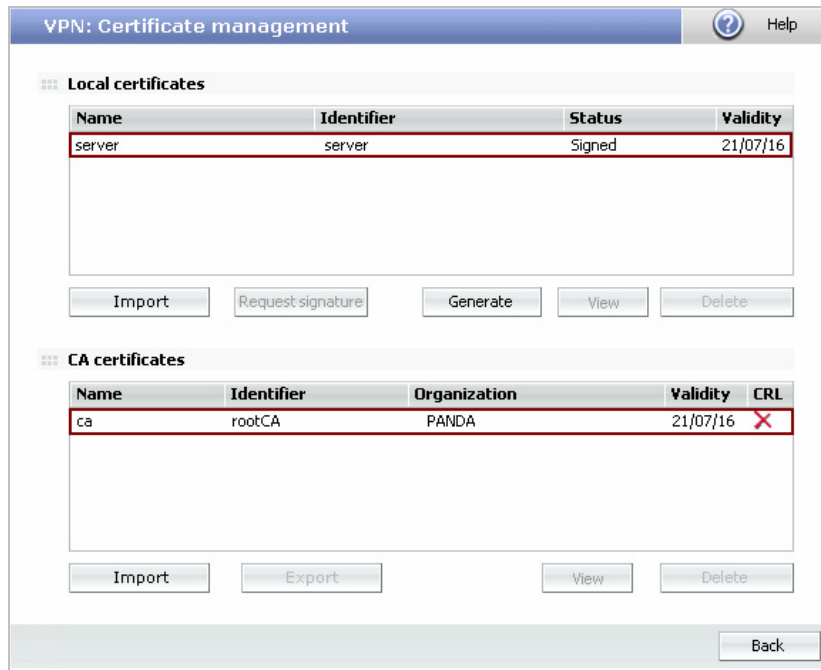 VPN: Certificate management ? Help
Local certificates
Name Identifier Status Validity
server server Signed 21/07/16
Import Request signature Generate View Delete
CA certificates
Name Identifier Organization Validity CRL
ca rootCA PANDA 21/07/16
Import Export View Delete
Back